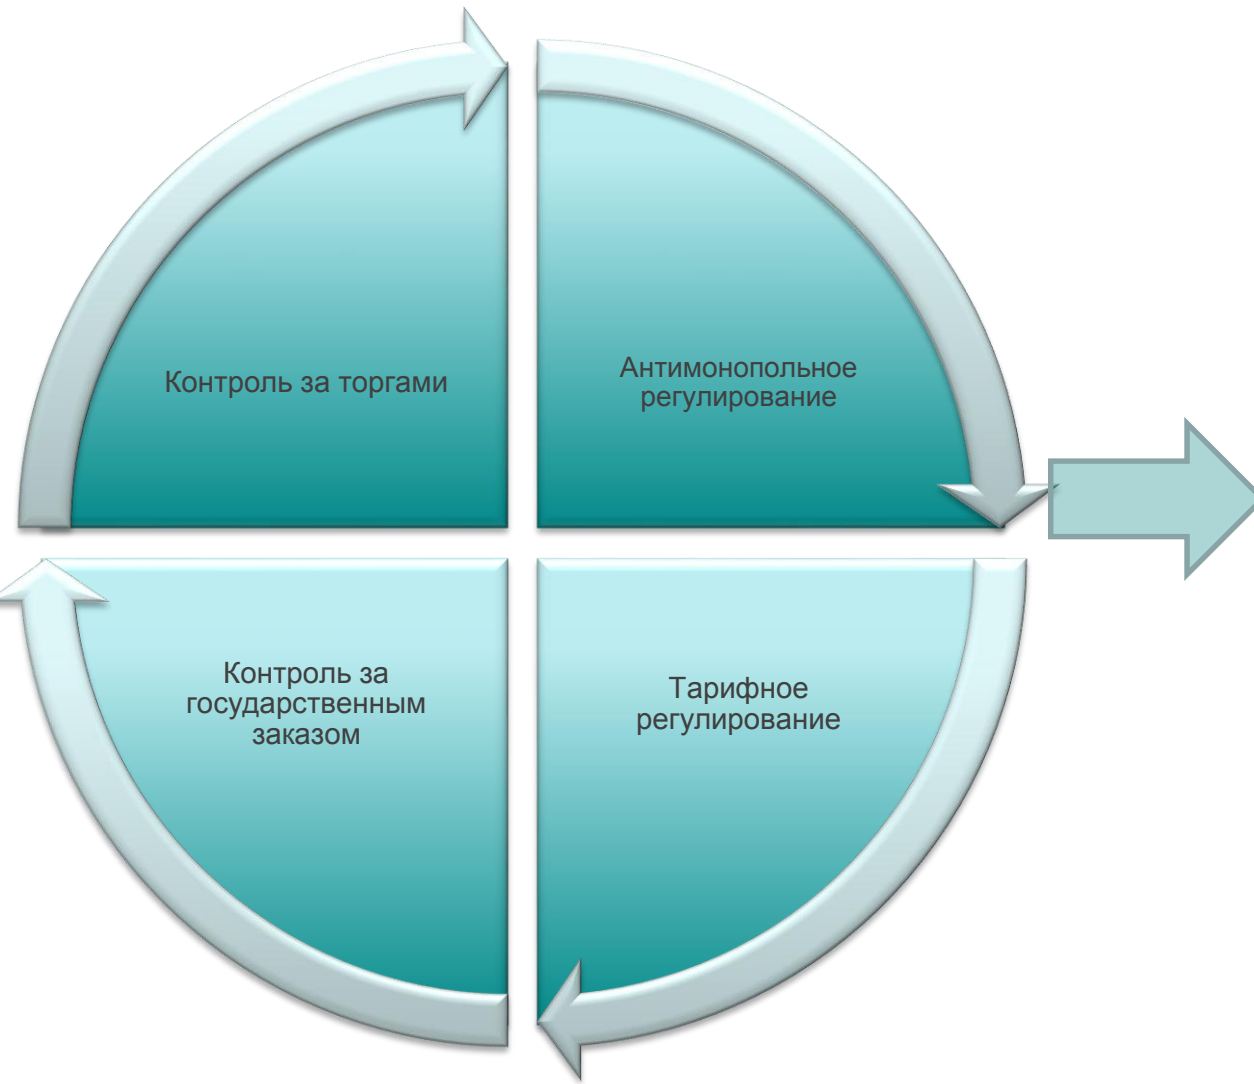 Контроль за торгами
Антимонопольное
регулирование
Контроль за
государственным
заказом
Тарифное
регулирование